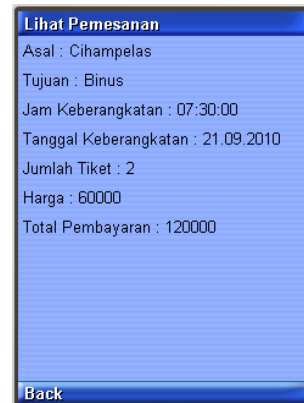 Lihat Pemesanan
Asal : Cihampelas
Tujuan : Binus
Jam Keberangkatan : 07:30:00
Tanggal Keberangkatan : 21.09.2010
Jumlah Tiket : 2
Harga : 60000
Total Pembayaran : 120000
Back